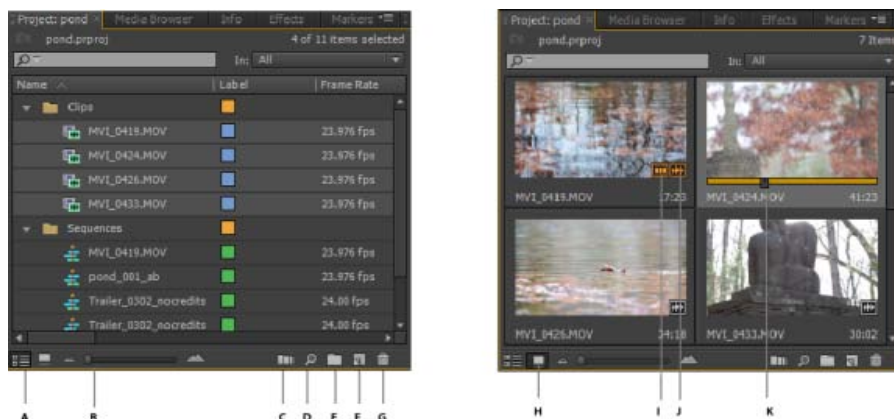 Project: pond
Media Browser
Info
Effects
Markers
pond.prproj
4 of 11 items selected
In: All
Name
Label
Frame Rate
Clips
MVI_0419.MOV
23.976 fps
MVI_0424.MOV
23.976 fps
MVI_0426.MOV
23.976 fps
MVI_0433.MOV
23.976 fps
Sequences
MVI_0419.MOV
23.976 fps
pond_001_ab
23.976 fps
Trailer_0302_nocredits
24.00 fps
Trailer_0302_nocredits
24.00 fps
A
B
C
D
E
F
G
Project: pond
Media Browser
Info
Effects
Markers
pond.prproj
7 Items
In: All
MVI_0419.MOV
17:23
MVI_0424.MOV
41:23
MVI_0426.MOV
34:18
MVI_0433.MOV
30:02
H
I
J
K